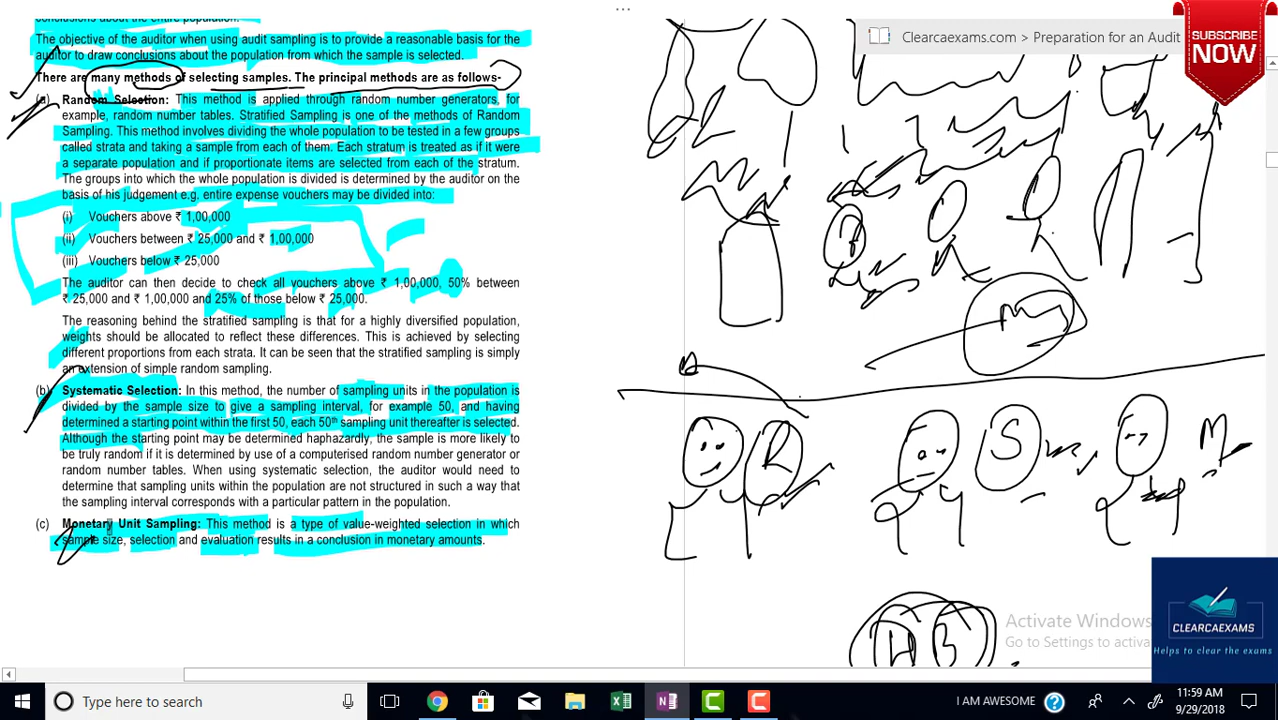 conclusions about the entire population.
The objective of the auditor when using audit sampling is to provide a reasonable basis for the
auditor to draw conclusions about the population from which the sample is selected.
There are many methods of selecting samples. The principal methods are as follows-
(a) Random Selection: This method is applied through random number generators, for
example, random number tables. Stratified Sampling is one of the methods of Random
Sampling. This method involves dividing the whole population to be tested in a few groups
called strata and taking a sample from each of them. Each stratum is treated as if it were
a separate population and if proportionate items are selected from each of the stratum.
The groups into which the whole population is divided is determined by the auditor on the
basis of his judgement e.g. entire expense vouchers may be divided into:
(i) Vouchers above ₹ 1,00,000
(ii) Vouchers between ₹ 25,000 and ₹ 1,00,000
(iii) Vouchers below ₹ 25,000
The auditor can then decide to check all vouchers above ₹ 1,00,000, 50% between
₹ 25,000 and ₹ 1,00,000 and 25% of those below ₹ 25,000.
The reasoning behind the stratified sampling is that for a highly diversified population,
weights should be allocated to reflect these differences. This is achieved by selecting
different proportions from each strata. It can be seen that the stratified sampling is simply
an extension of simple random sampling.
(b) Systematic Selection: In this method, the number of sampling units in the population is
divided by the sample size to give a sampling interval, for example 50, and having
determined a starting point within the first 50, each 50th sampling unit thereafter is selected.
Although the starting point may be determined haphazardly, the sample is more likely to
be truly random if it is determined by use of a computerised random number generator or
random number tables. When using systematic selection, the auditor would need to
determine that sampling units within the population are not structured in such a way that
the sampling interval corresponds with a particular pattern in the population.
(c) Monetary Unit Sampling: This method is a type of value-weighted selection in which
sample size, selection and evaluation results in a conclusion in monetary amounts.
Clearcaexams.com > Preparation for an Audit
SUBSCRIBE
NOW
R S M
A B
Activate Windows
Go to Settings to activa
CLEARCAEXAMS
Helps to clear the exams
Type here to search
I AM AWESOME
11:59 AM
9/29/2018